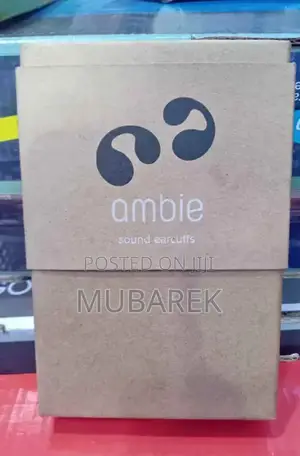 ambie
sound earcuffs
POSTED ON JIJI
MUBAREK